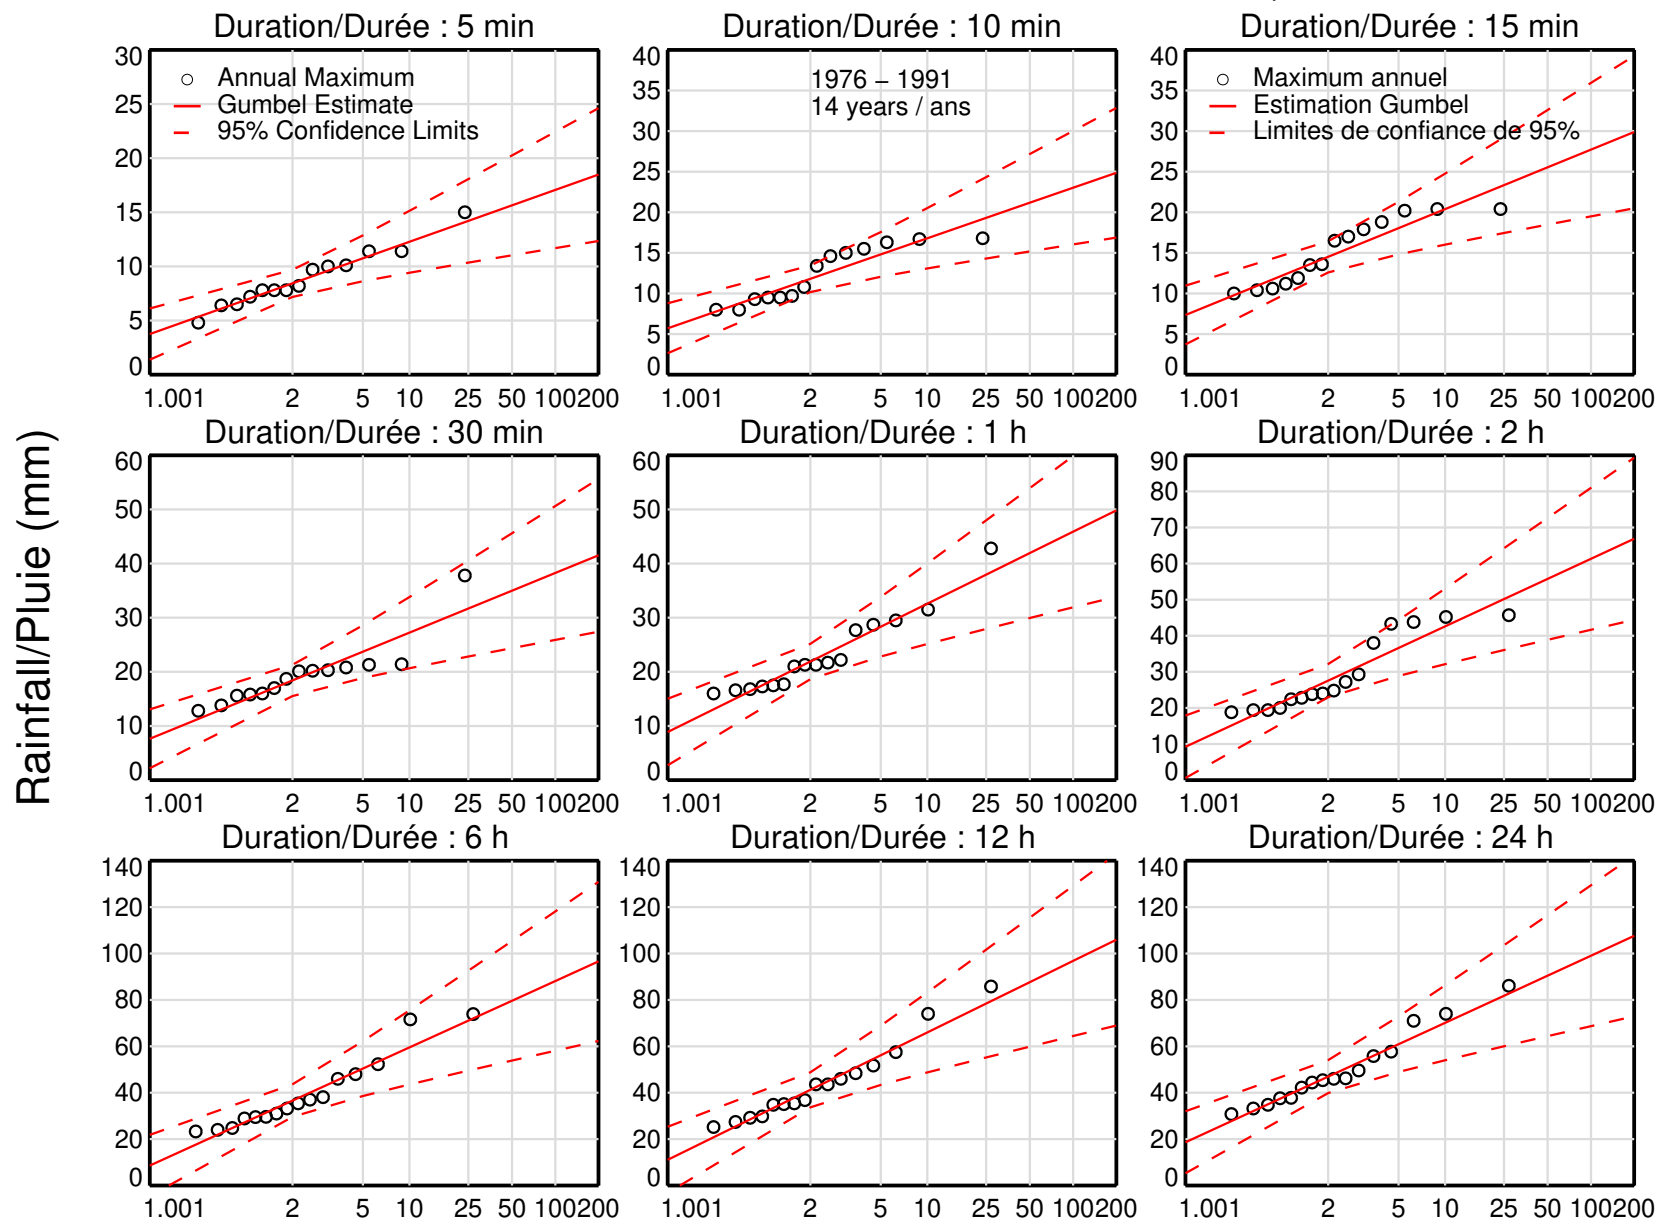 Duration/Durée : 5 min
30
25
20
15
10
5
0
Annual Maximum
Gumbel Estimate
95% Confidence Limits
1.001 2 5 10 25 50 100200
Duration/Durée : 10 min
40
35
30
25
20
15
10
5
0
1976 − 1991
14 years / ans
1.001 2 5 10 25 50 100200
Duration/Durée : 15 min
40
35
30
25
20
15
10
5
0
Maximum annuel
Estimation Gumbel
Limites de confiance de 95%
1.001 2 5 10 25 50 100200
Rainfall/Pluie (mm)
Duration/Durée : 30 min
60
50
40
30
20
10
0
1.001 2 5 10 25 50 100200
Duration/Durée : 1 h
60
50
40
30
20
10
0
1.001 2 5 10 25 50 100200
Duration/Durée : 2 h
90
80
70
60
50
40
30
20
10
0
1.001 2 5 10 25 50 100200
Duration/Durée : 6 h
140
120
100
80
60
40
20
0
1.001 2 5 10 25 50 100200
Duration/Durée : 12 h
140
120
100
80
60
40
20
0
1.001 2 5 10 25 50 100200
Duration/Durée : 24 h
140
120
100
80
60
40
20
0
1.001 2 5 10 25 50 100200